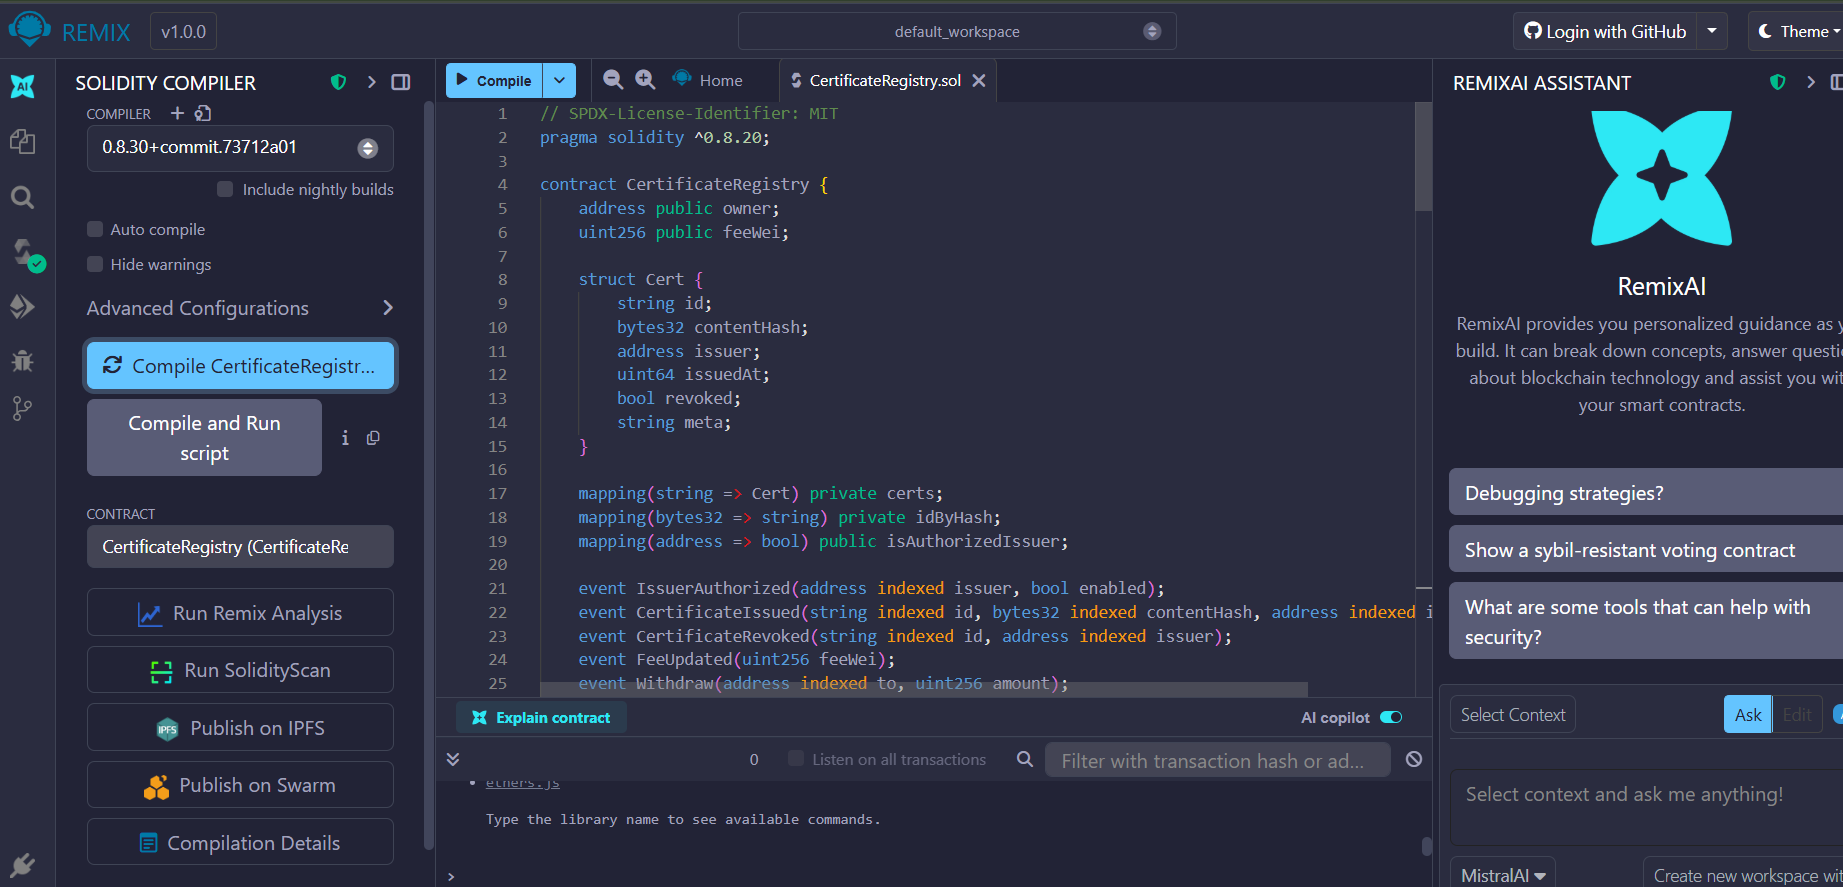 REMIX v1.0.0 default_workspace Login with GitHub Theme
SOLIDITY COMPILER
COMPILER
0.8.30+commit.73712a01
Include nightly builds
Auto compile
Hide warnings
Advanced Configurations
Compile CertificateRegistr...
Compile and Run
script
i
CONTRACT
CertificateRegistry (CertificateRe
Run Remix Analysis
Run SolidityScan
IPFS Publish on IPFS
Publish on Swarm
Compilation Details
Compile Home CertificateRegistry.sol
1 // SPDX-License-Identifier: MIT
2 pragma solidity ^0.8.20;
3
4 contract CertificateRegistry {
5 address public owner;
6 uint256 public feeWei;
7
8 struct Cert {
9 string id;
10 bytes32 contentHash;
11 address issuer;
12 uint64 issuedAt;
13 bool revoked;
14 string meta;
15 }
16
17 mapping(string => Cert) private certs;
18 mapping(bytes32 => string) private idByHash;
19 mapping(address => bool) public isAuthorizedIssuer;
20
21 event IssuerAuthorized(address indexed issuer, bool enabled);
22 event CertificateIssued(string indexed id, bytes32 indexed contentHash, address indexed i
23 event CertificateRevoked(string indexed id, address indexed issuer);
24 event FeeUpdated(uint256 feeWei);
25 event Withdraw(address indexed to, uint256 amount);
Explain contract AI copilot
0 Listen on all transactions Filter with transaction hash or ad...
ethers.js
Type the library name to see available commands.
>
REMIXAI ASSISTANT
RemixAI
RemixAI provides you personalized guidance as y
build. It can break down concepts, answer questi
about blockchain technology and assist you wit
your smart contracts.
Debugging strategies?
Show a sybil-resistant voting contract
What are some tools that can help with
security?
Select Context Ask Edit
Select context and ask me anything!
MistralAI Create new workspace wit
AI